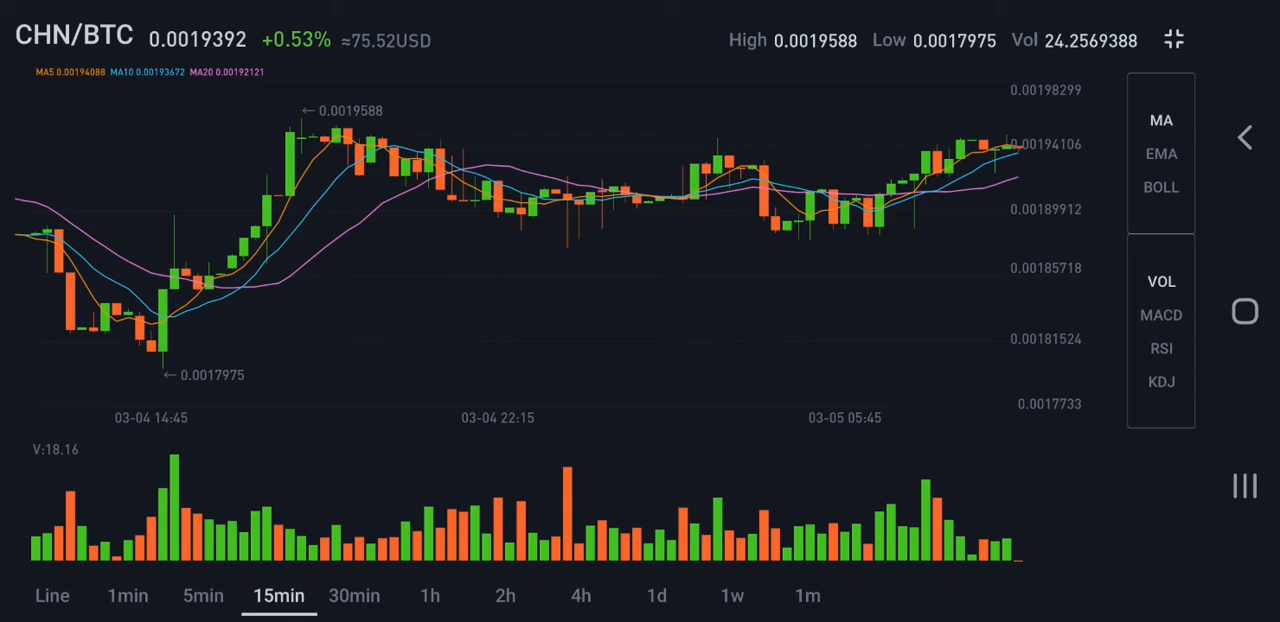 CHN/BTC 0.0019392 +0.53% ≈75.52USD High 0.0019588 Low 0.0017975 Vol 24.2569388
MA5 0.00194088 MA10 0.00193672 MA20 0.00192121
0.00198299
← 0.0019588
MA
0.00194106
EMA
BOLL
0.00189912
0.00185718
VOL
MACD
0.00181524
RSI
← 0.0017975
KDJ
0.0017733
03-04 14:45 03-04 22:15 03-05 05:45
V:18.16
Line 1min 5min 15min 30min 1h 2h 4h 1d 1w 1m